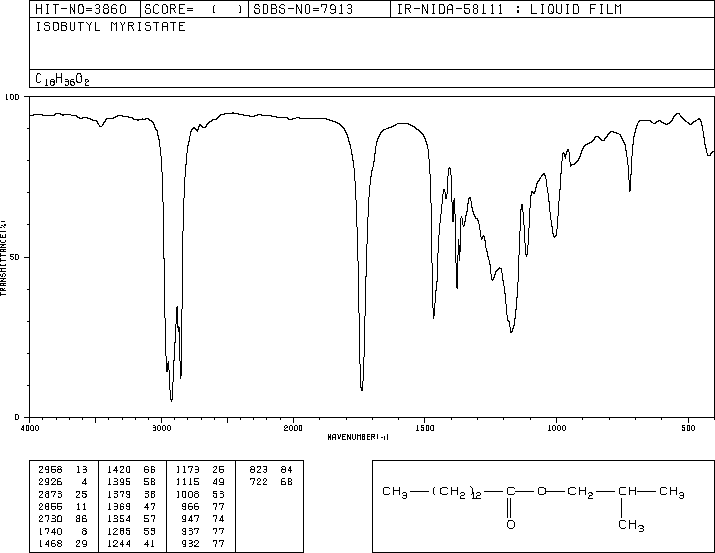 HIT-NO=3860 SCORE= ( ) SDBS-NO=7913 IR-NIDA-58111 : LIQUID FILM
ISOBUTYL MYRISTATE
C18H36O2
100
50
0
TRANSMITTANCE(%)
4000 3000 2000 1500 1000 500
WAVENUMBER(-1)
2958 13 1420 66 1173 26 823 84
2926 4 1395 58 1115 49 722 68
2873 25 1379 38 1008 53
2855 11 1369 47 966 77
2730 86 1354 57 947 74
1740 8 1285 53 937 77
1468 29 1244 41 932 77
CH3 (CH2)12 C O CH2 CH CH3
O CH3